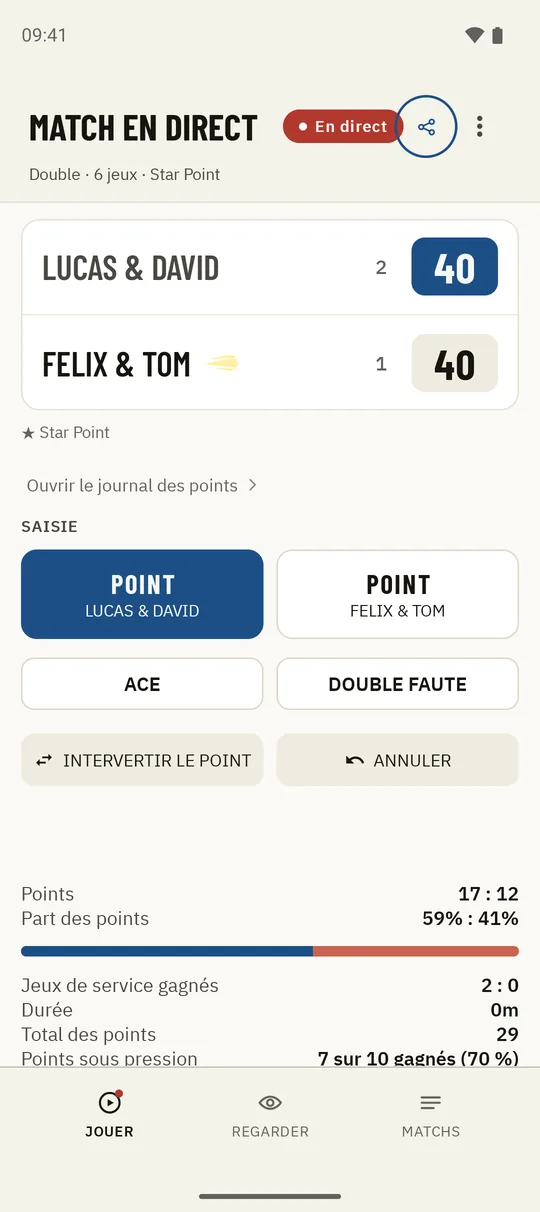 09:41
MATCH EN DIRECT
En direct
Double · 6 jeux · Star Point
LUCAS & DAVID 2 40
FELIX & TOM 1 40
★ Star Point
Ouvrir le journal des points
SAISIE
POINT
LUCAS & DAVID
POINT
FELIX & TOM
ACE
DOUBLE FAUTE
INTERVERTIR LE POINT
ANNULER
Points 17 : 12
Part des points 59% : 41%
Jeux de service gagnés 2 : 0
Durée 0m
Total des points 29
Points sous pression 7 sur 10 gagnés (70 %)
JOUER
REGARDER
MATCHS